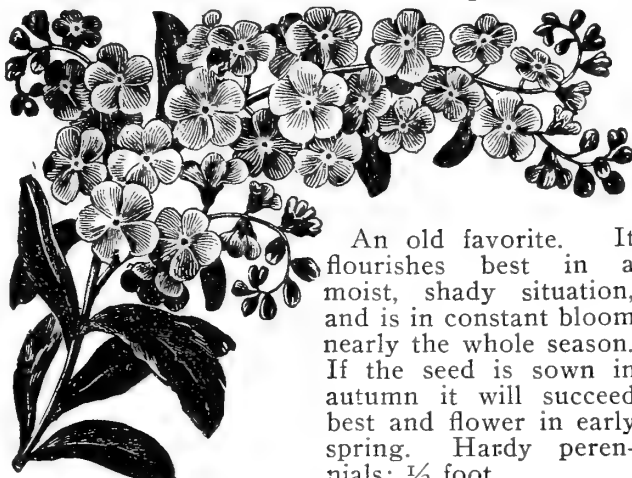 An old favorite. It
flourishes best in a
moist, shady situation,
and is in constant bloom
nearly the whole season.
If the seed is sown in
autumn it will succeed
best and flower in early
spring. Hardy peren-
nials; ½ foot.